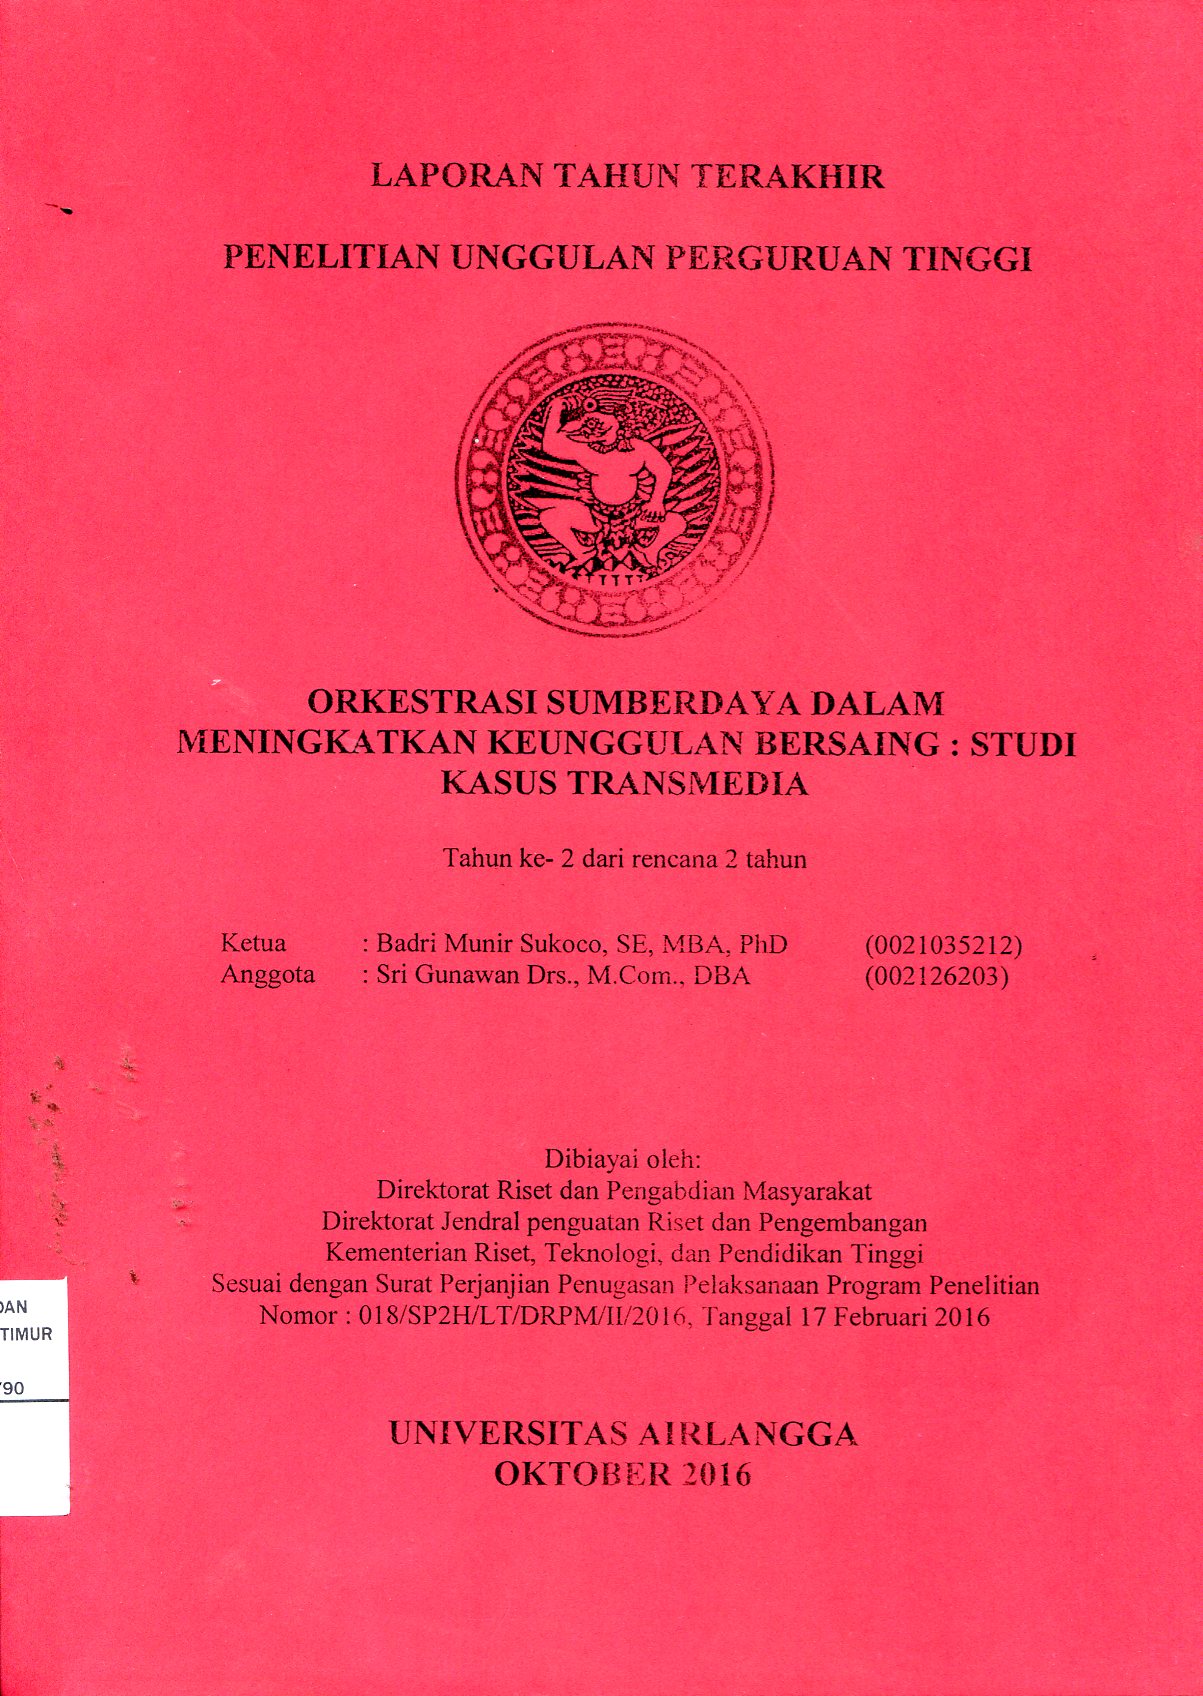 LAPORAN TAHUN TERAKHIR
PENELITIAN UNGGULAN PERGURUAN TINGGI
ORKESTRASI SUMBERDAYA DALAM
MENINGKATKAN KEUNGGULAN BERSAING : STUDI
KASUS TRANSMEDIA
Tahun ke- 2 dari rencana 2 tahun
Ketua : Badri Munir Sukoco, SE, MBA, PhD (0021035212)
Anggota : Sri Gunawan Drs., M.Com., DBA (002126203)
Dibiayai oleh:
Direktorat Riset dan Pengabdian Masyarakat
Direktorat Jendral penguatan Riset dan Pengembangan
Kementerian Riset, Teknologi, dan Pendidikan Tinggi
Sesuai dengan Surat Perjanjian Penugasan Pelaksanaan Program Penelitian
Nomor : 018/SP2H/LT/DRPM/II/2016, Tanggal 17 Februari 2016
DAN
TIMUR
90
UNIVERSITAS AIRLANGGA
OKTOBER 2016